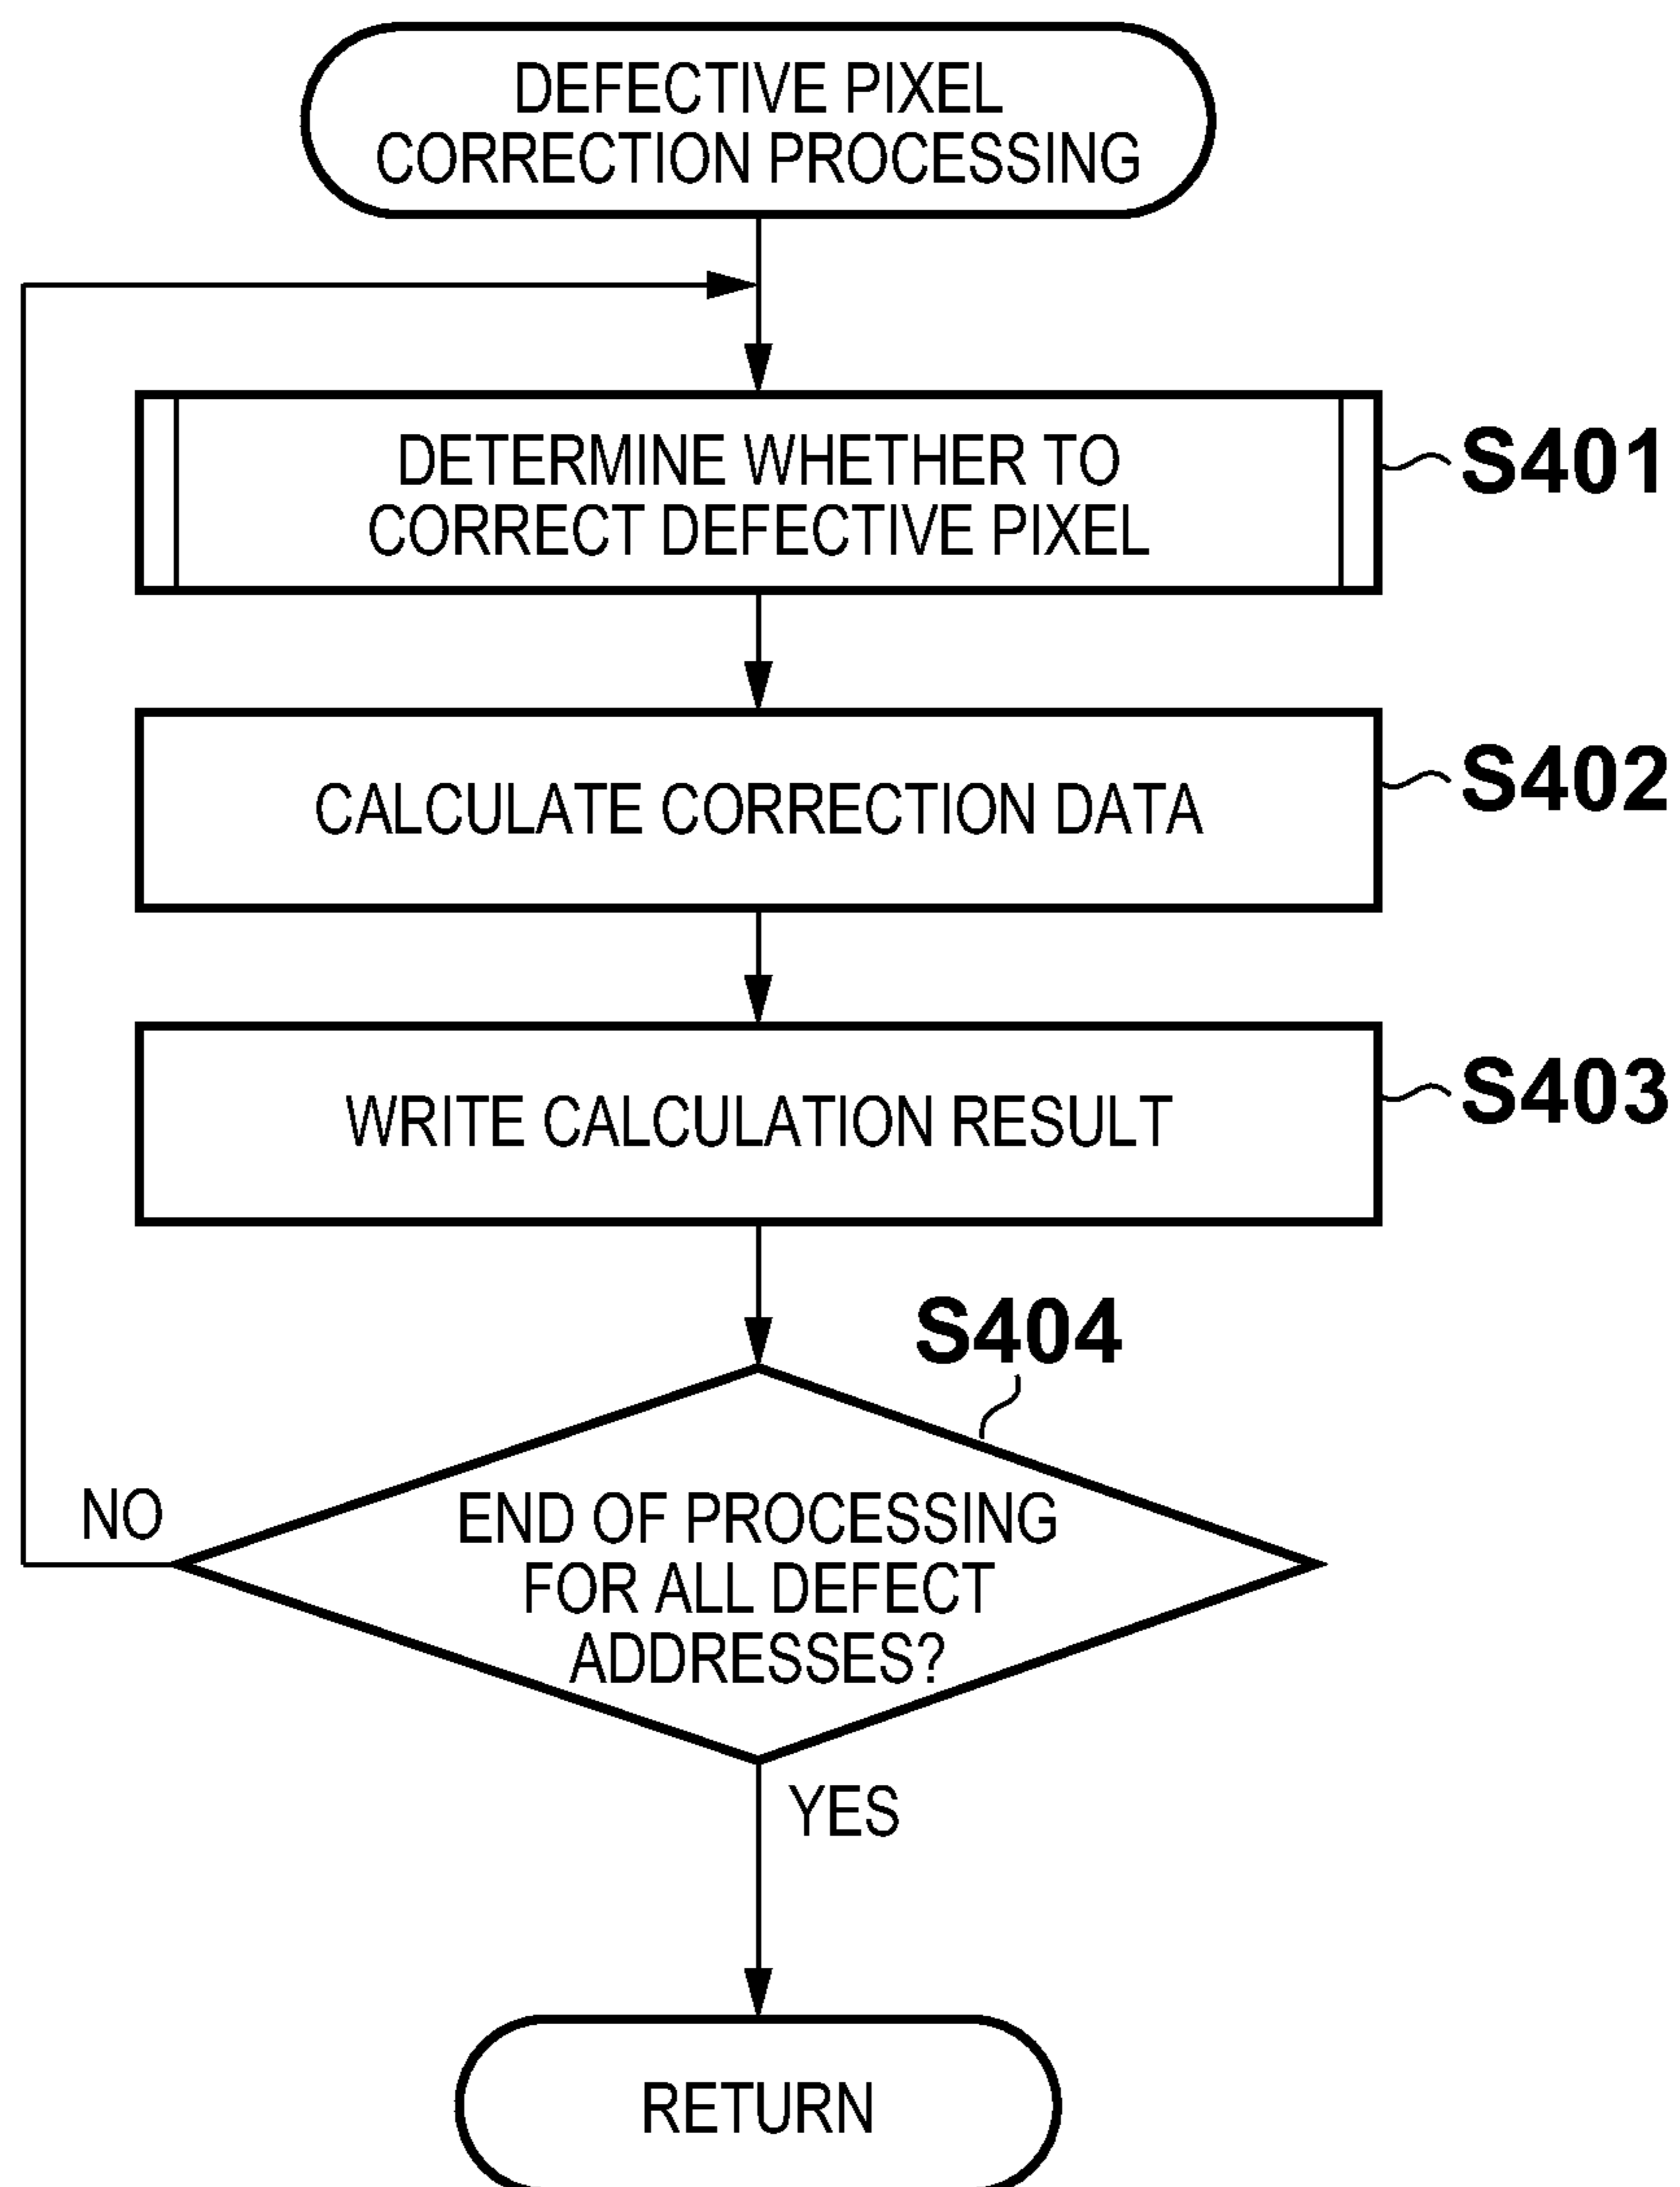 DEFECTIVE PIXEL
CORRECTION PROCESSING
DETERMINE WHETHER TO
CORRECT DEFECTIVE PIXEL
S401
CALCULATE CORRECTION DATA
S402
WRITE CALCULATION RESULT
S403
S404
END OF PROCESSING
FOR ALL DEFECT
ADDRESSES?
NO
YES
RETURN